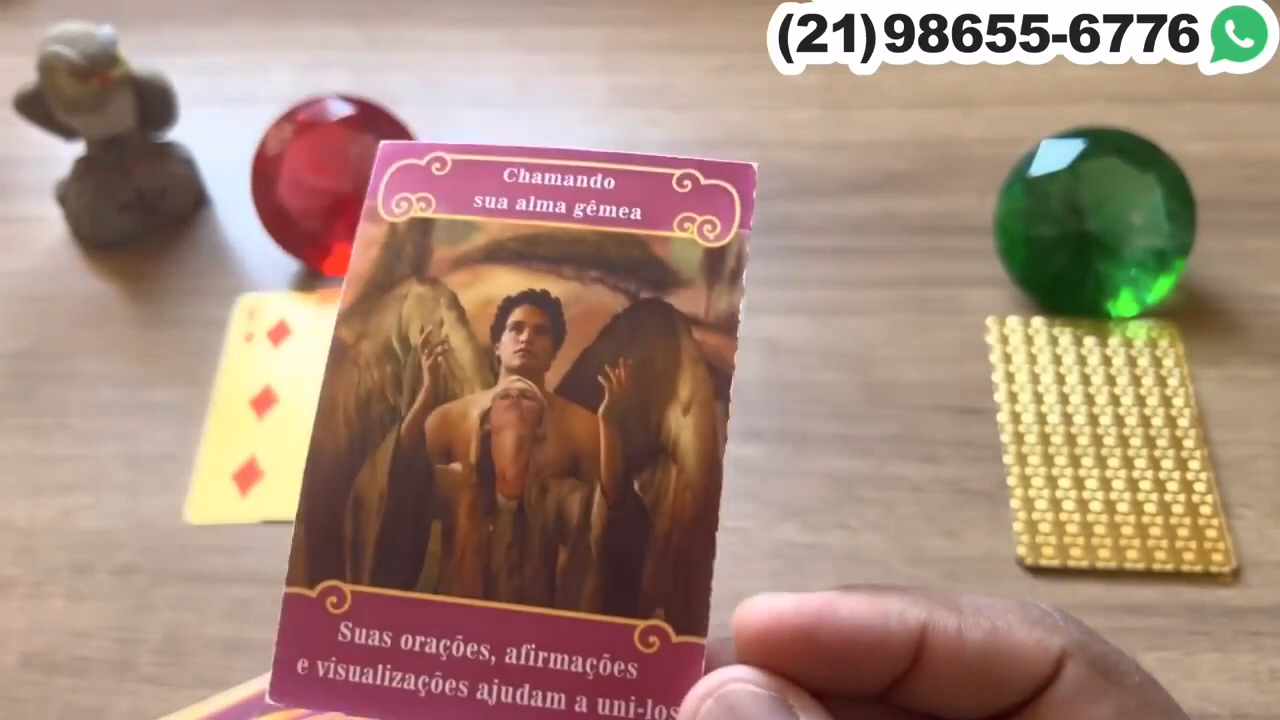 (21)98655-6776
Chamando
sua alma gêmea
Suas orações, afirmações
e visualizações ajudam a uni-los